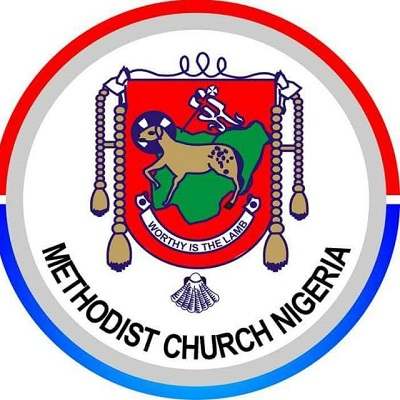 WORTHY IS THE LAMB
METHODIST CHURCH NIGERIA